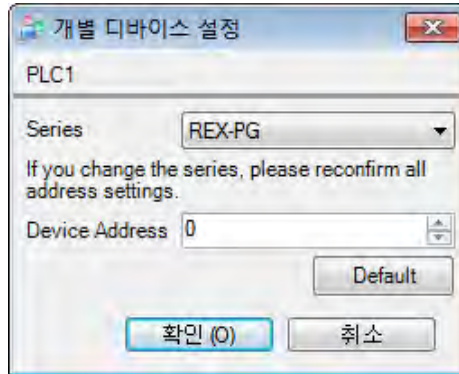 개별 디바이스 설정
PLC1
Series REX-PG
If you change the series, please reconfirm all
address settings.
Device Address 0
Default
확인 (O) 취소